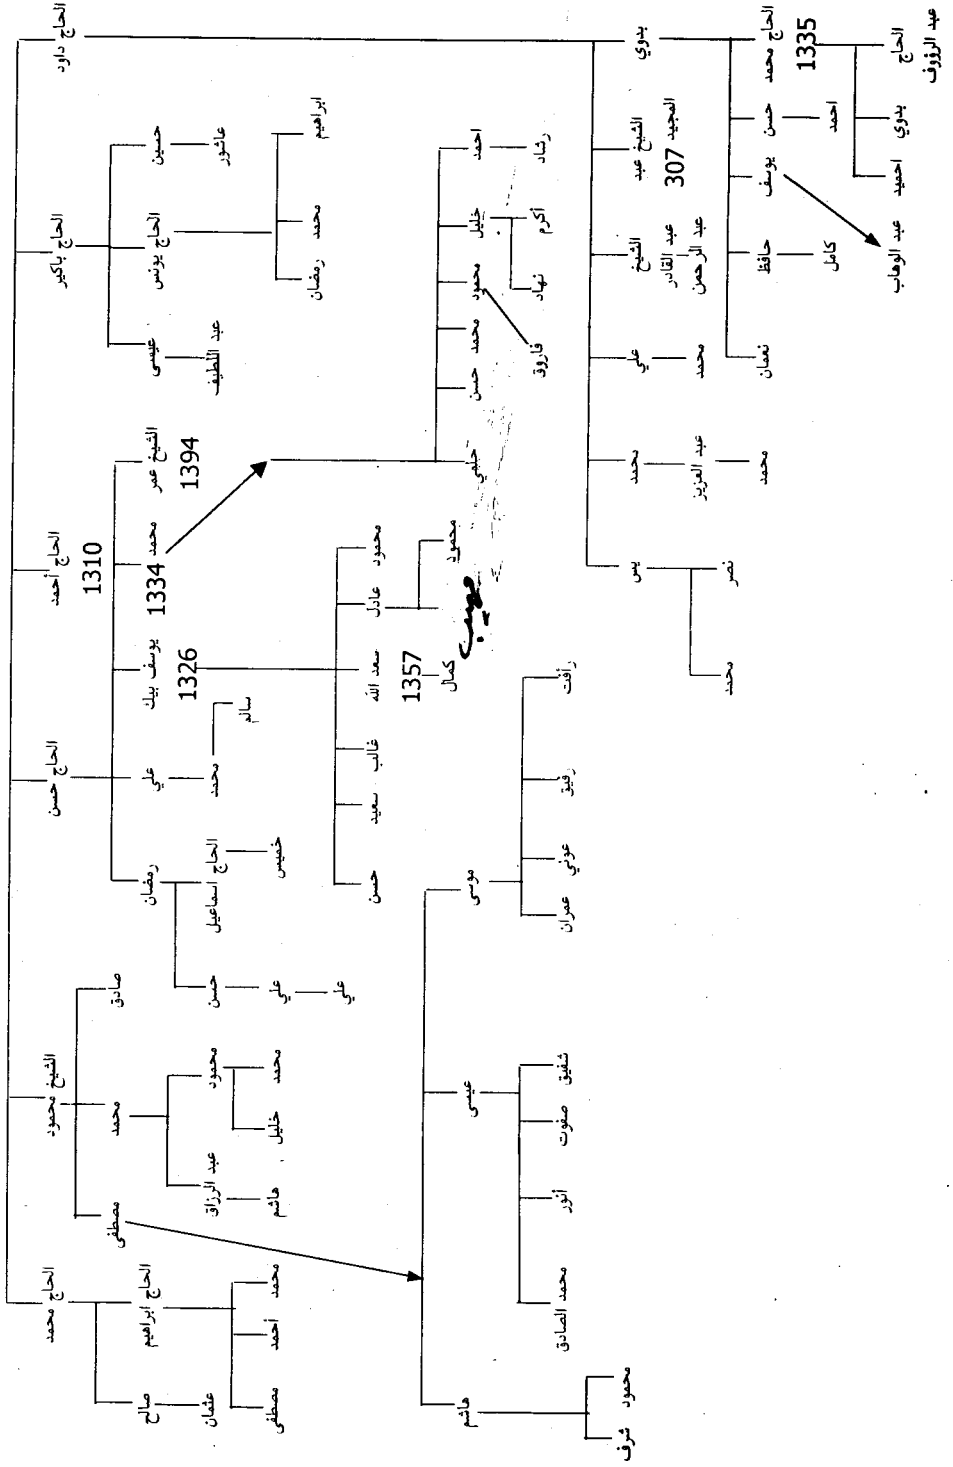 الحاج داود
الحاج باكير
الحاج أحمد
1310
الحاج حسن
الشيخ محمود
الحاج محمد
حسين
الحاج يونس
عيسى
الشيخ عمر
1394
محمد
1334
يوسف بيك
1326
علي
رمضان
صادق
محمد
مصطفى
الحاج ابراهيم
صالح
عاشور
عبد اللطيف
محمد
سالم
الحاج اسماعيل
حسن
محمود
عبد الرزاق
عثمان
ابراهيم
محمد
رمضان
خميس
علي
علي
محمد
خليل
هاشم
محمد
أحمد
مصطفى
محمود
عادل
سعد الله
1357
غالب
سعيد
حسن
محمود
كمال
احمد
خليل
محمود
محمد
حسن
حلمي
رشاد
أكرم
نهاد
فاروق
موسى
عيسى
هاشم
رأفت
رفيق
عوني
عمران
شفيق
صفوت
أنور
محمد الصادق
محمود
شرف
بدوي
الشيخ عبد المجيد
307
الشيخ عبد القادر
عبد الرحمن
علي
محمد
محمد
عبد العزيز
محمد
يس
نصر
محمد
الحاج محمد
1335
حسن
يوسف
حافظ
نعمان
احمد
كامل
الحاج عبد الرؤوف
بدوي
احميد
عبد الوهاب